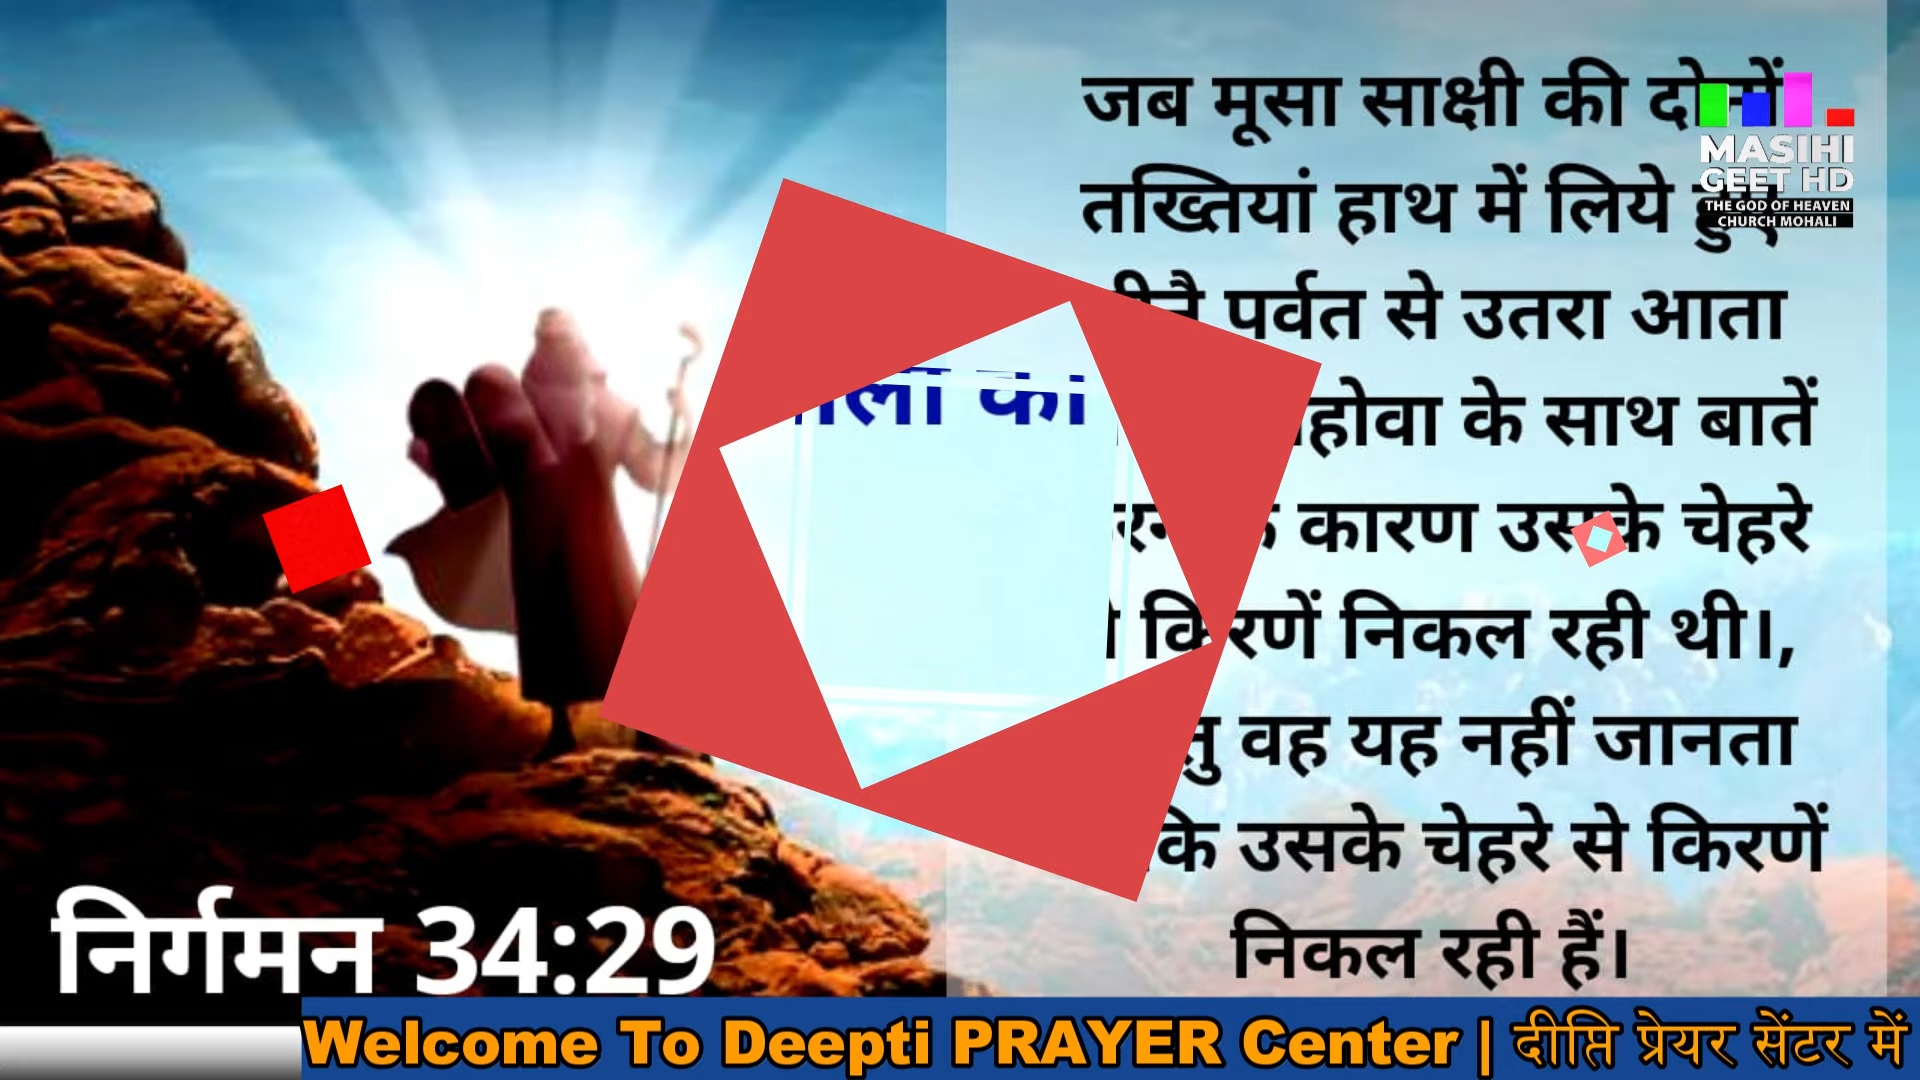 जब मूसा साक्षी की दोनों
तख्तियां हाथ में लिये हुए
पर्वत से उतरा आता
के साथ बातें
कारण उसके चेहरे
किरणें निकल रही थी।,
वह यह नहीं जानता
कि उसके चेहरे से किरणें
निकल रही हैं।
MASIHI
GEET HD
THE GOD OF HEAVEN
CHURCH MOHALI
निर्गमन 34:29
Welcome To Deepti PRAYER Center | दीप्ति प्रेयर सेंटर में